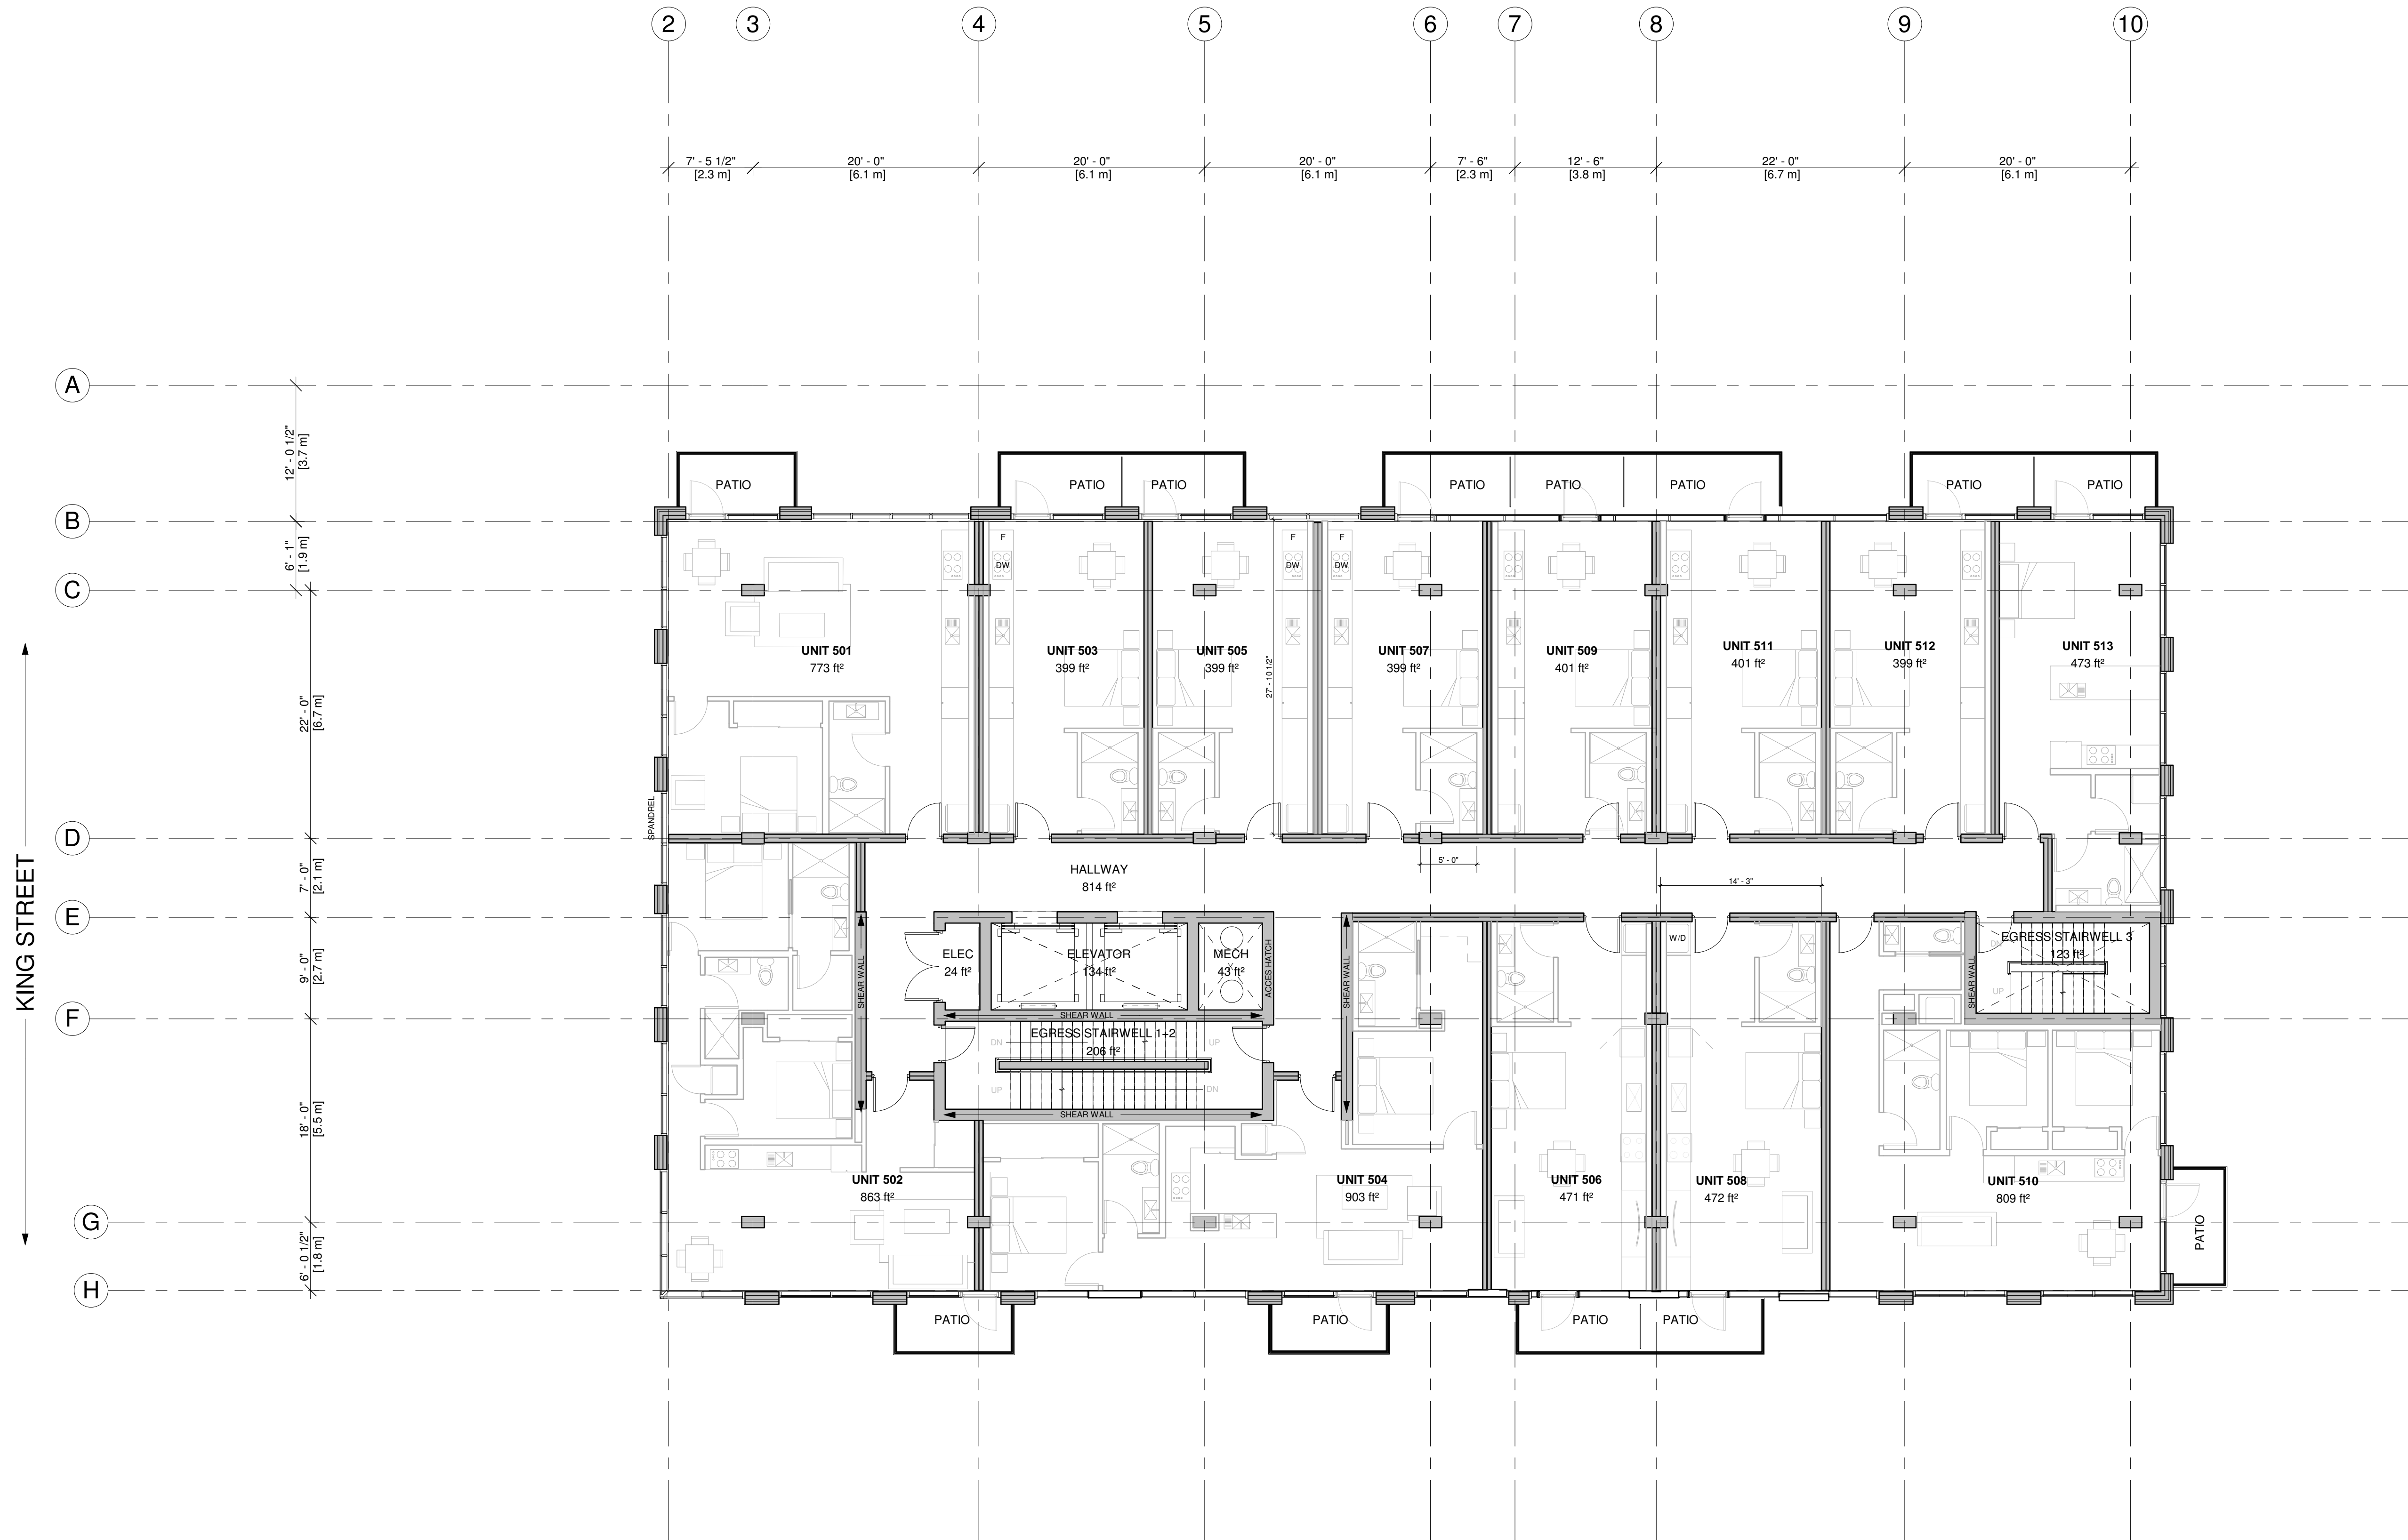 2
3
4
5
6
7
8
9
10
7' - 5 1/2"
[2.3 m]
20' - 0"
[6.1 m]
20' - 0"
[6.1 m]
20' - 0"
[6.1 m]
7' - 6"
[2.3 m]
12' - 6"
[3.8 m]
22' - 0"
[6.7 m]
20' - 0"
[6.1 m]
A
B
C
D
E
F
G
H
12' - 0 1/2"
[3.7 m]
6' - 1"
[1.9 m]
22' - 0"
[6.7 m]
7' - 0"
[2.1 m]
9' - 0"
[2.7 m]
18' - 0"
[5.5 m]
6' - 0 1/2"
[1.8 m]
KING STREET
PATIO
PATIO
PATIO
PATIO
PATIO
PATIO
PATIO
PATIO
F
DW
F
DW
F
DW
UNIT 501
773 ft²
UNIT 503
399 ft²
UNIT 505
399 ft²
27' - 10 1/2"
UNIT 507
399 ft²
UNIT 509
401 ft²
UNIT 511
401 ft²
UNIT 512
399 ft²
UNIT 513
473 ft²
SPANDREL
HALLWAY
814 ft²
5' - 0"
14' - 3"
SHEAR WALL
ELEC
24 ft²
ELEVATOR
134 ft²
MECH
43 ft²
ACCES HATCH
SHEAR WALL
W/D
SHEAR WALL
DN
EGRESS STAIRWELL 3
123 ft²
UP
SHEAR WALL
EGRESS STAIRWELL 1+2
206 ft²
DN
UP
UP
DN
SHEAR WALL
UNIT 502
863 ft²
UNIT 504
903 ft²
UNIT 506
471 ft²
UNIT 508
472 ft²
UNIT 510
809 ft²
PATIO
PATIO
PATIO
PATIO
PATIO